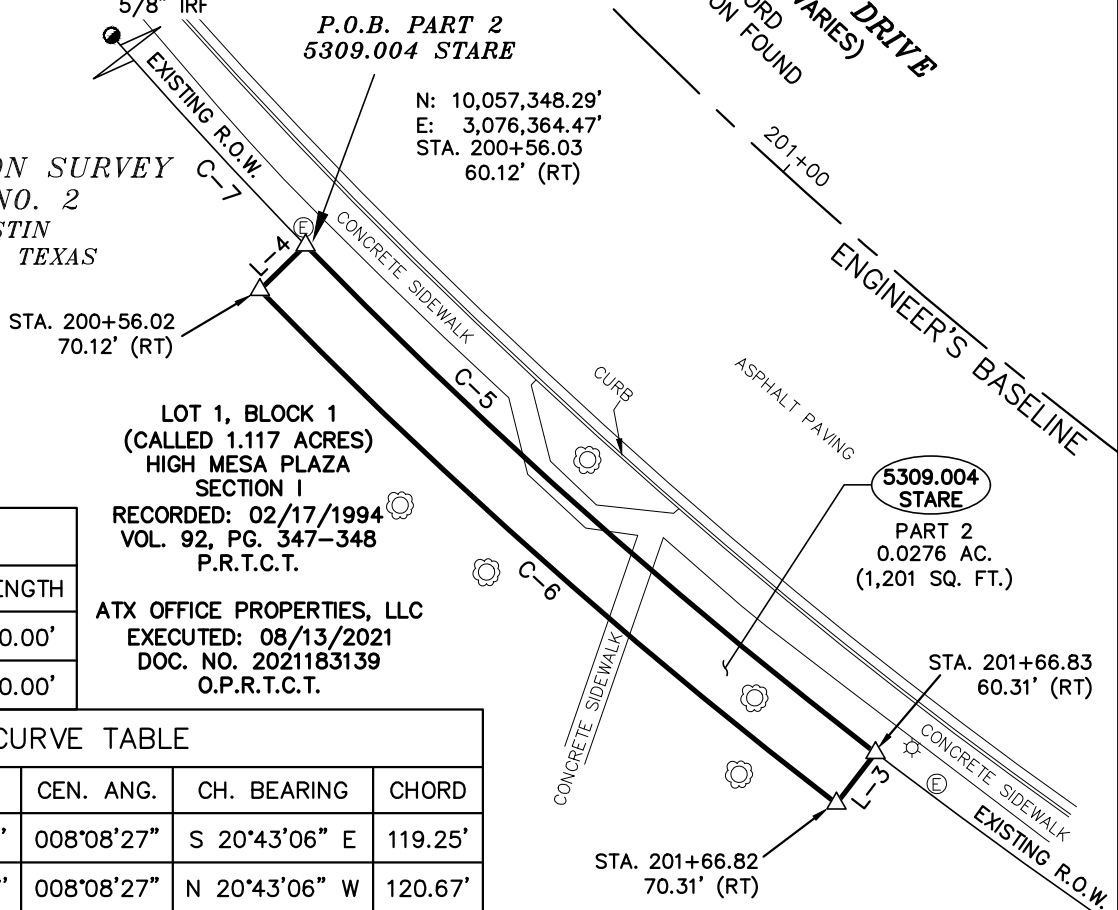 5/8" IRF
P.O.B. PART 2
5309.004 STARE
N: 10,057,348.29'
E: 3,076,364.47'
STA. 200+56.03
60.12' (RT)
DRIVE
VARIES)
ON FOUND
201+00
EXISTING R.O.W.
C-7
SURVEY
NO. 2
TEXAS
E
L-4
STA. 200+56.02
70.12' (RT)
CONCRETE SIDEWALK
ENGINEER'S BASELINE
C-5
CURB
ASPHALT PAVING
LOT 1, BLOCK 1
(CALLED 1.117 ACRES)
HIGH MESA PLAZA
SECTION I
RECORDED: 02/17/1994
VOL. 92, PG. 347-348
P.R.T.C.T.
5309.004
STARE
PART 2
0.0276 AC.
(1,201 SQ. FT.)
C-6
ATX OFFICE PROPERTIES, LLC
EXECUTED: 08/13/2021
DOC. NO. 2021183139
O.P.R.T.C.T.
NGTH
0.00'
0.00'
CONCRETE SIDEWALK
STA. 201+66.83
60.31' (RT)
L-3
E
CONCRETE SIDEWALK
EXISTING R.O.W.
STA. 201+66.82
70.31' (RT)
CURVE TABLE
CEN. ANG. CH. BEARING CHORD
008°08'27" S 20°43'06" E 119.25'
008°08'27" N 20°43'06" W 120.67'